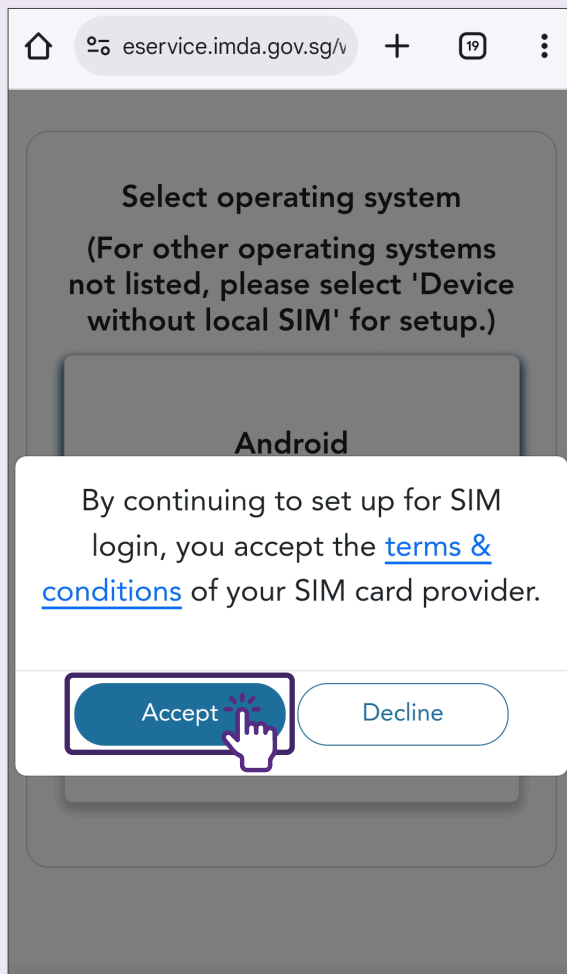 eservice.imda.gov.sg/
19
Select operating system
(For other operating systems
not listed, please select 'Device
without local SIM' for setup.)
Android
By continuing to set up for SIM
login, you accept the terms &
conditions of your SIM card provider.
Accept
Decline